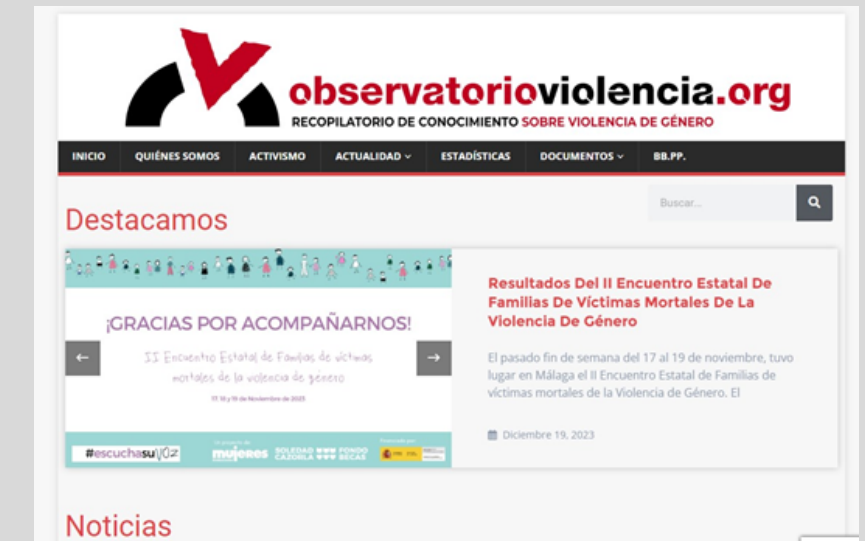 observatorioviolencia.org
RECOPILATORIO DE CONOCIMIENTO SOBRE VIOLENCIA DE GÉNERO
INICIO QUIÉNES SOMOS ACTIVISMO ACTUALIDAD ESTADÍSTICAS DOCUMENTOS BB.PP.
Buscar...
Destacamos
¡GRACIAS POR ACOMPAÑARNOS!
II Encuentro Estatal de Familias de víctimas
mortales de la violencia de género
17, 18 y 19 de Noviembre de 2023
#escuchasuVOZ
Un proyecto de
mujeres
SOLEDAD CAZORLA
FONDO BECAS
Financiado por
Resultados Del II Encuentro Estatal De
Familias De Víctimas Mortales De La
Violencia De Género
El pasado fin de semana del 17 al 19 de noviembre, tuvo
lugar en Málaga el II Encuentro Estatal de Familias de
víctimas mortales de la Violencia de Género. El
Diciembre 19, 2023
Noticias